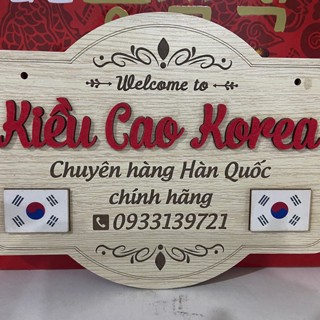 Welcome to
Kiều Cao Korea
Chuyên hàng Hàn Quốc
chính hãng
0933139721